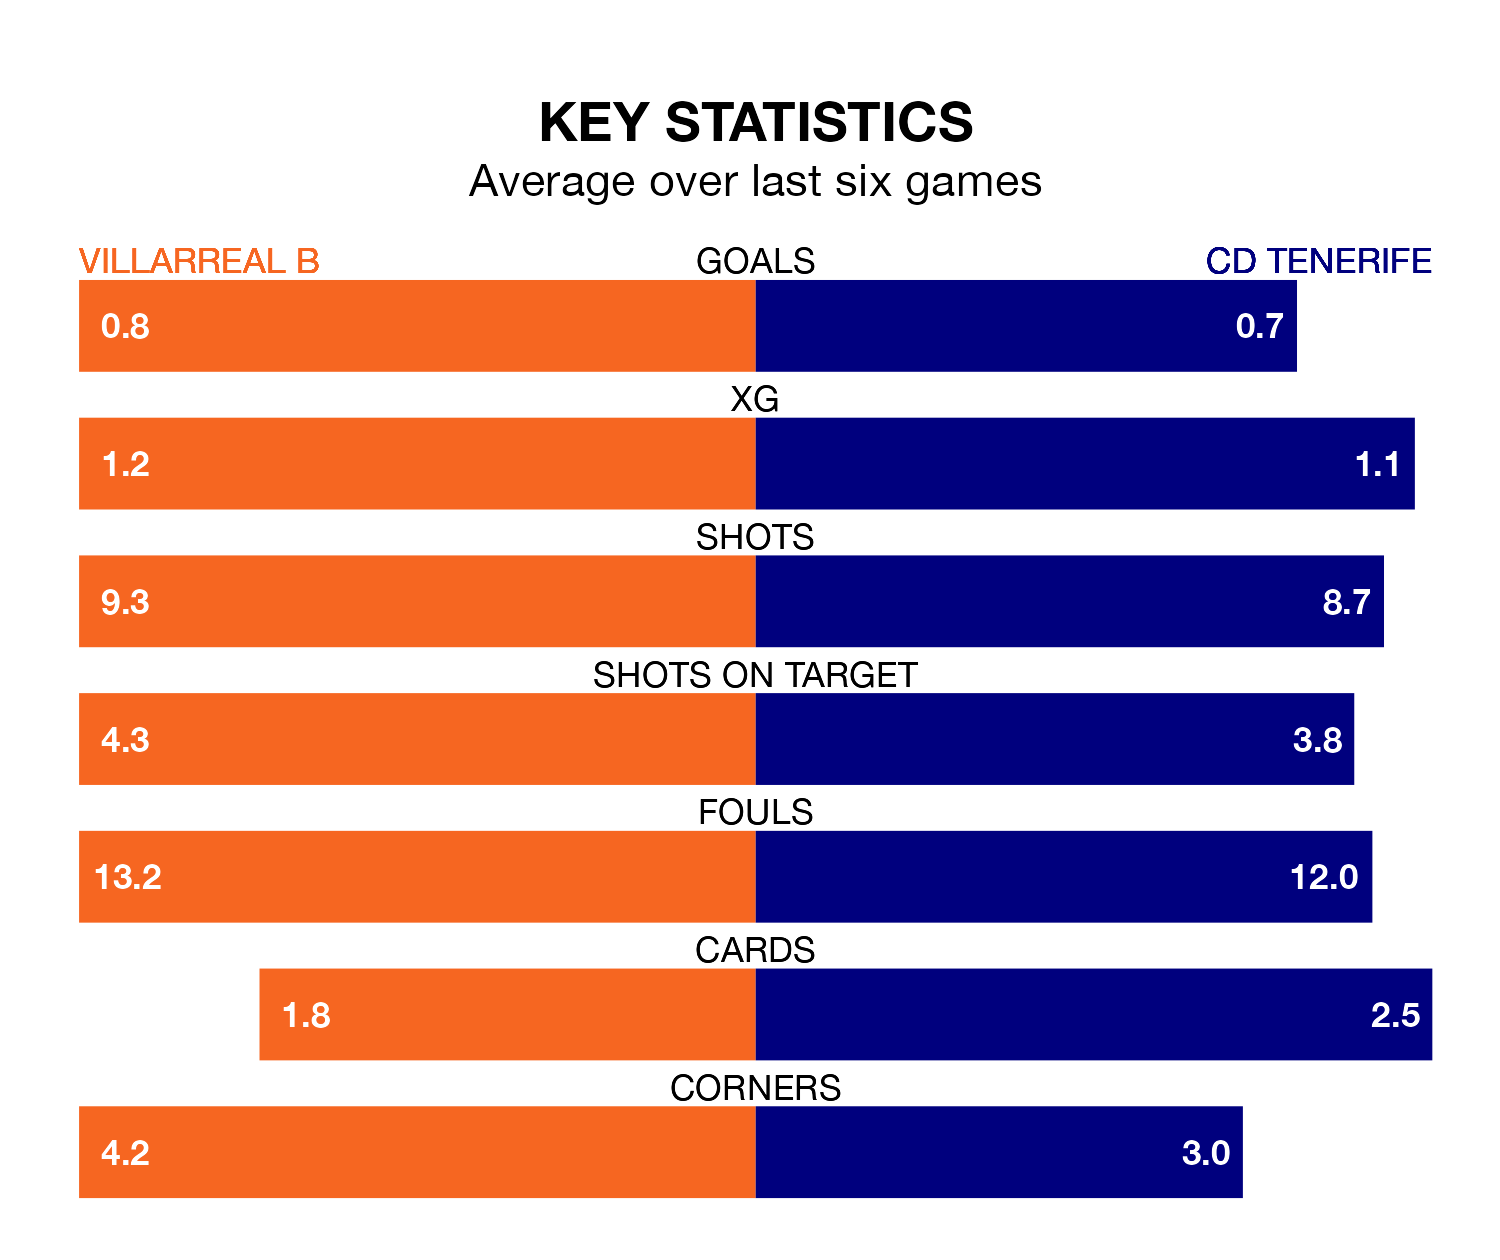 KEY STATISTICS
Average over last six games
VILLARREAL B GOALS CD TENERIFE
0.8 0.7
XG
1.2 1.1
SHOTS
9.3 8.7
SHOTS ON TARGET
4.3 3.8
FOULS
13.2 12.0
CARDS
1.8 2.5
CORNERS
4.2 3.0